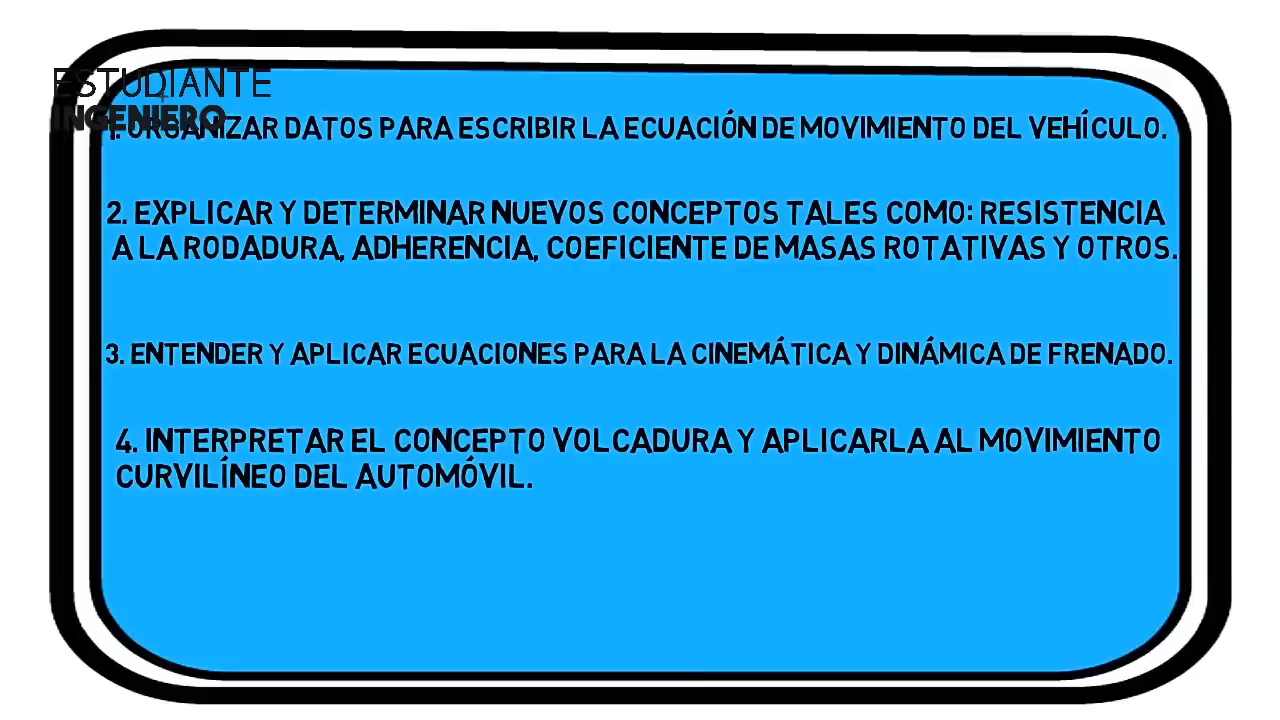 ESTUDIANTE
INGENIERO
1. ORGANIZAR DATOS PARA ESCRIBIR LA ECUACIÓN DE MOVIMIENTO DEL VEHÍCULO.
2. EXPLICAR Y DETERMINAR NUEVOS CONCEPTOS TALES COMO: RESISTENCIA
A LA RODADURA, ADHERENCIA, COEFICIENTE DE MASAS ROTATIVAS Y OTROS.
3. ENTENDER Y APLICAR ECUACIONES PARA LA CINEMÁTICA Y DINÁMICA DE FRENADO.
4. INTERPRETAR EL CONCEPTO VOLCADURA Y APLICARLA AL MOVIMIENTO
CURVILÍNEO DEL AUTOMÓVIL.